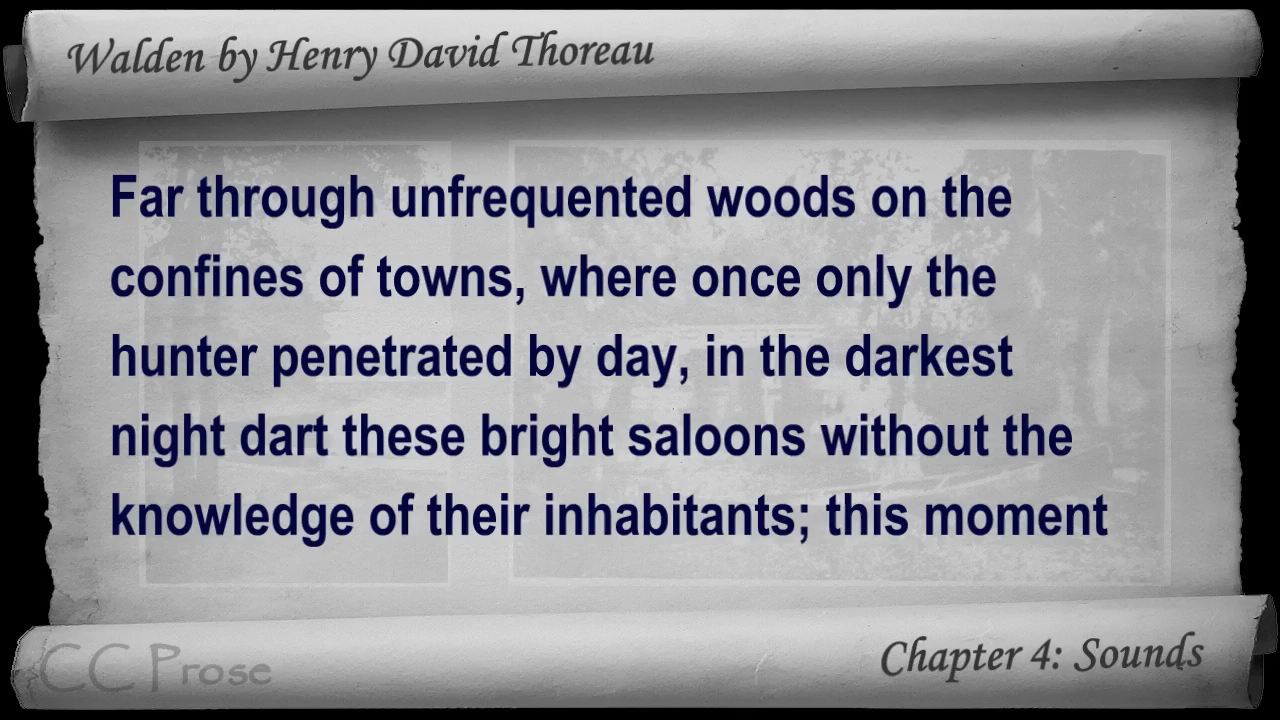 Walden by Henry David Thoreau
Far through unfrequented woods on the
confines of towns, where once only the
hunter penetrated by day, in the darkest
night dart these bright saloons without the
knowledge of their inhabitants; this moment
CC Prose
Chapter 4: Sounds